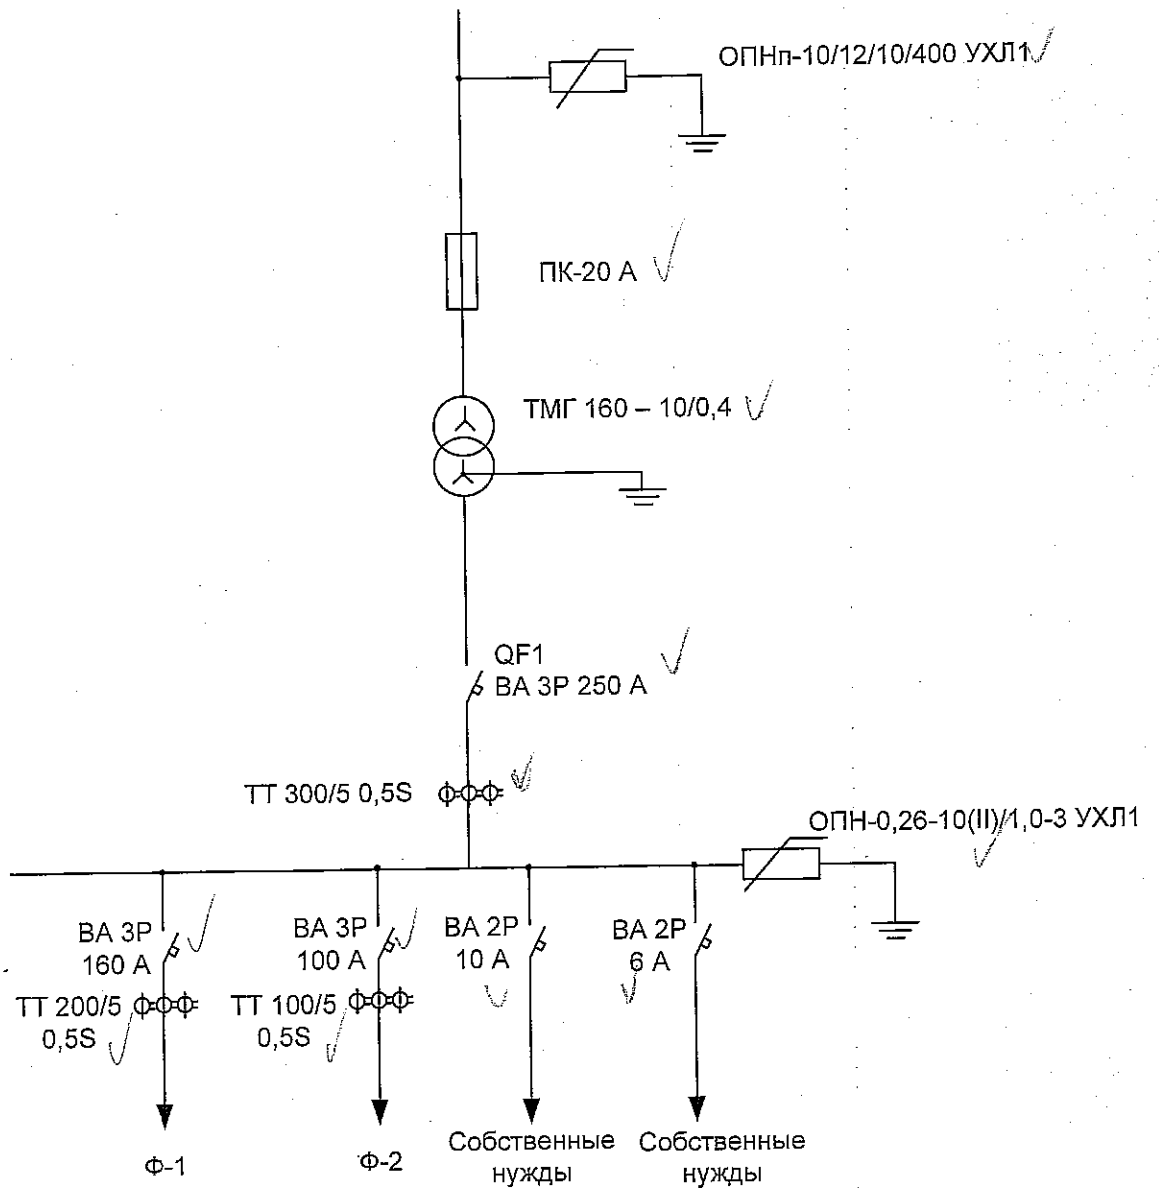 ОПНп-10/12/10/400 УХЛ1
ПК-20 А
ТМГ 160 – 10/0,4
QF1
ВА 3Р 250 А
ТТ 300/5 0,5S
ОПН-0,26-10(II)/1,0-3 УХЛ1
ВА 3Р
160 А
ТТ 200/5
0,5S
ВА 3Р
100 А
ТТ 100/5
0,5S
ВА 2Р
10 А
ВА 2Р
6 А
Ф-1
Ф-2
Собственные
нужды
Собственные
нужды